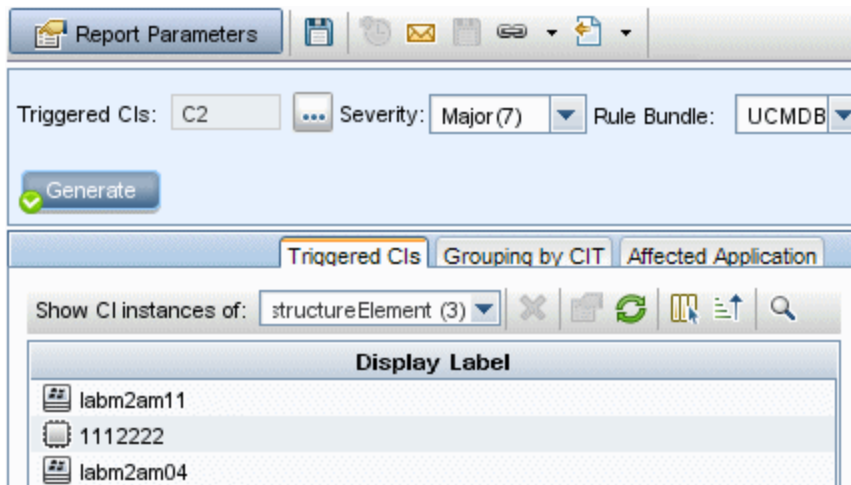 Report Parameters
Triggered CIs: C2 ... Severity: Major(7) Rule Bundle: UCMDB
Generate
Triggered CIs Grouping by CIT Affected Application
Show CI instances of: structureElement (3)
Display Label
labm2am11
1112222
labm2am04